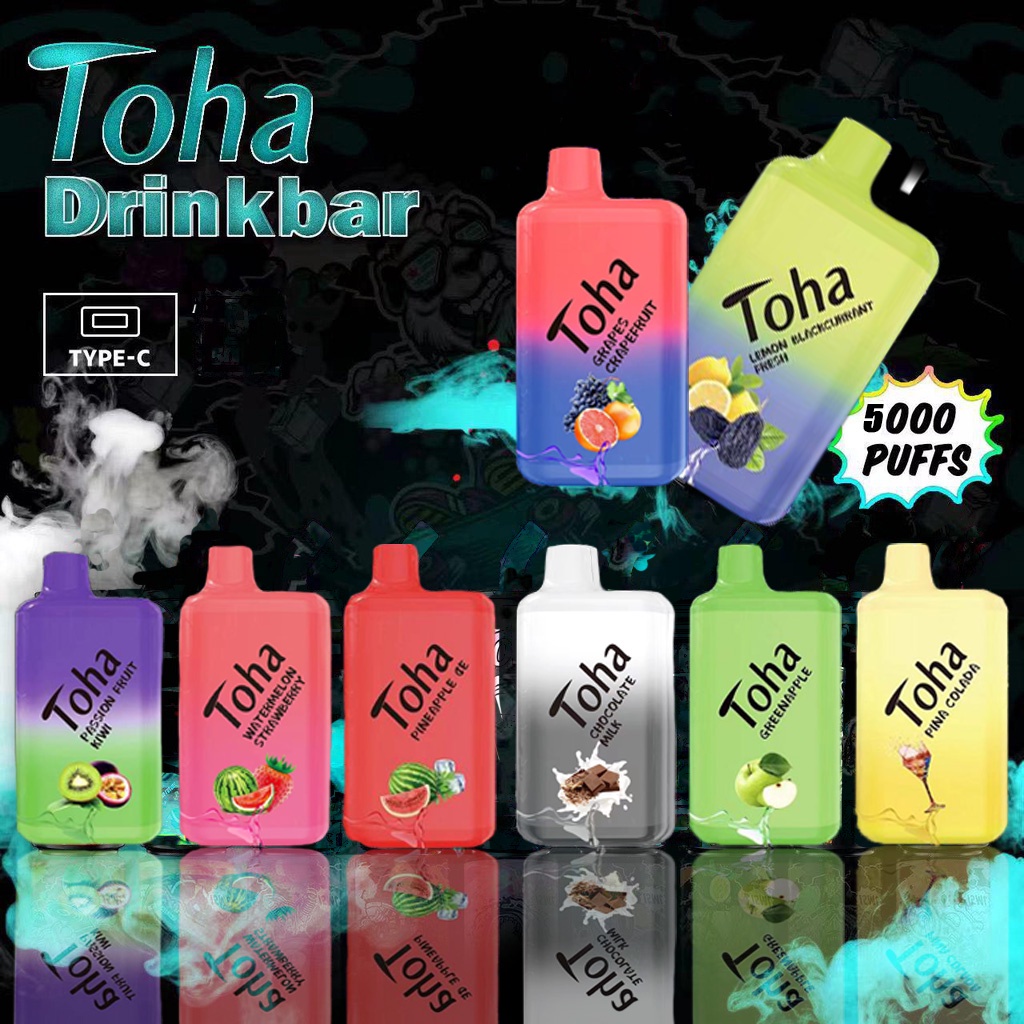 Toha
Drinkbar
TYPE-C
Toha
GRAPES
GRAPEFRUIT
Toha
LEMON BLACKCURRANT
FRESH
5000
PUFFS
Toha
PASSION FRUIT
KIWI
Toha
WATERMELON
STRAWBERRY
Toha
PINEAPPLE
Toha
CHOCOLATE
MILK
Toha
GREENAPPLE
Toha
PINA COLADA